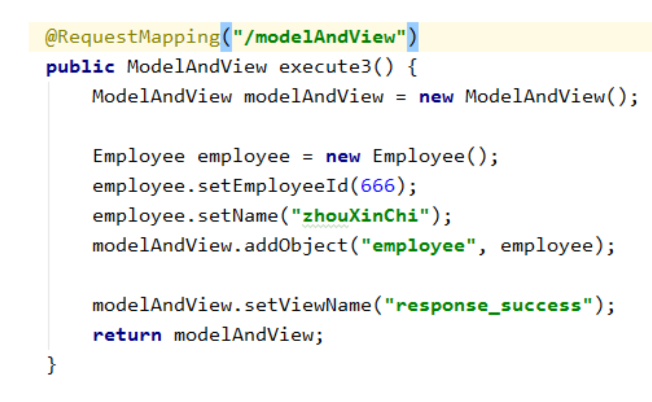 @RequestMapping("/modelAndView")
public ModelAndView execute3() {
ModelAndView modelAndView = new ModelAndView();
Employee employee = new Employee();
employee.setEmployeeId(666);
employee.setName("zhouXinChi");
modelAndView.addObject("employee", employee);
modelAndView.setViewName("response_success");
return modelAndView;
}